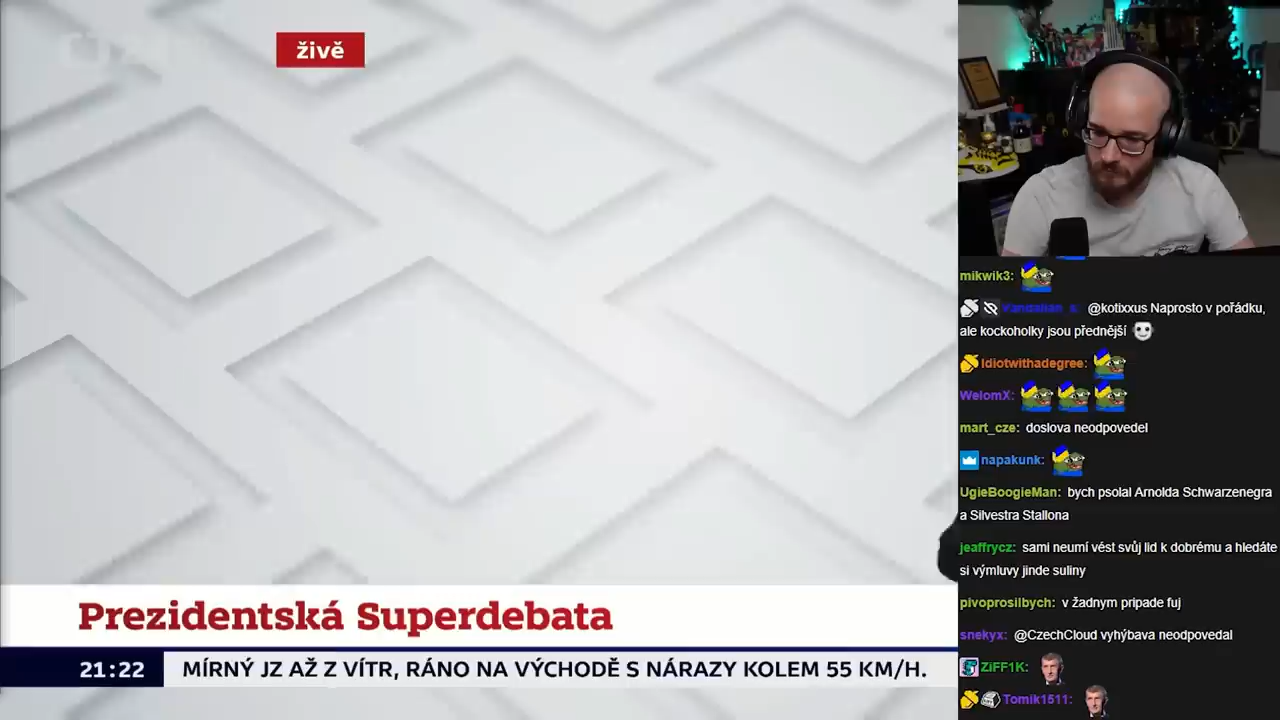 živě
Prezidentská Superdebata
21:22
MÍRNÝ JZ AŽ Z VÍTR, RÁNO NA VÝCHODĚ S NÁRAZY KOLEM 55 KM/H.
mikwik3:
@kotixxus Naprosto v pořádku,
ale kockoholky jsou přednější
Idiotwithadegree:
WelomX:
mart_cze: doslova neodpovedel
napakunk:
UgieBoogieMan: bych psolal Arnolda Schwarzenegra
a Silvestra Stallona
jeaffrycz: sami neumí vést svůj lid k dobrému a hledáte
si výmluvy jinde suliny
pivoprosilbych: v žadnym pripade fuj
snekyx: @CzechCloud vyhýbava neodpovedal
ZiFF1K:
Tomik1511: